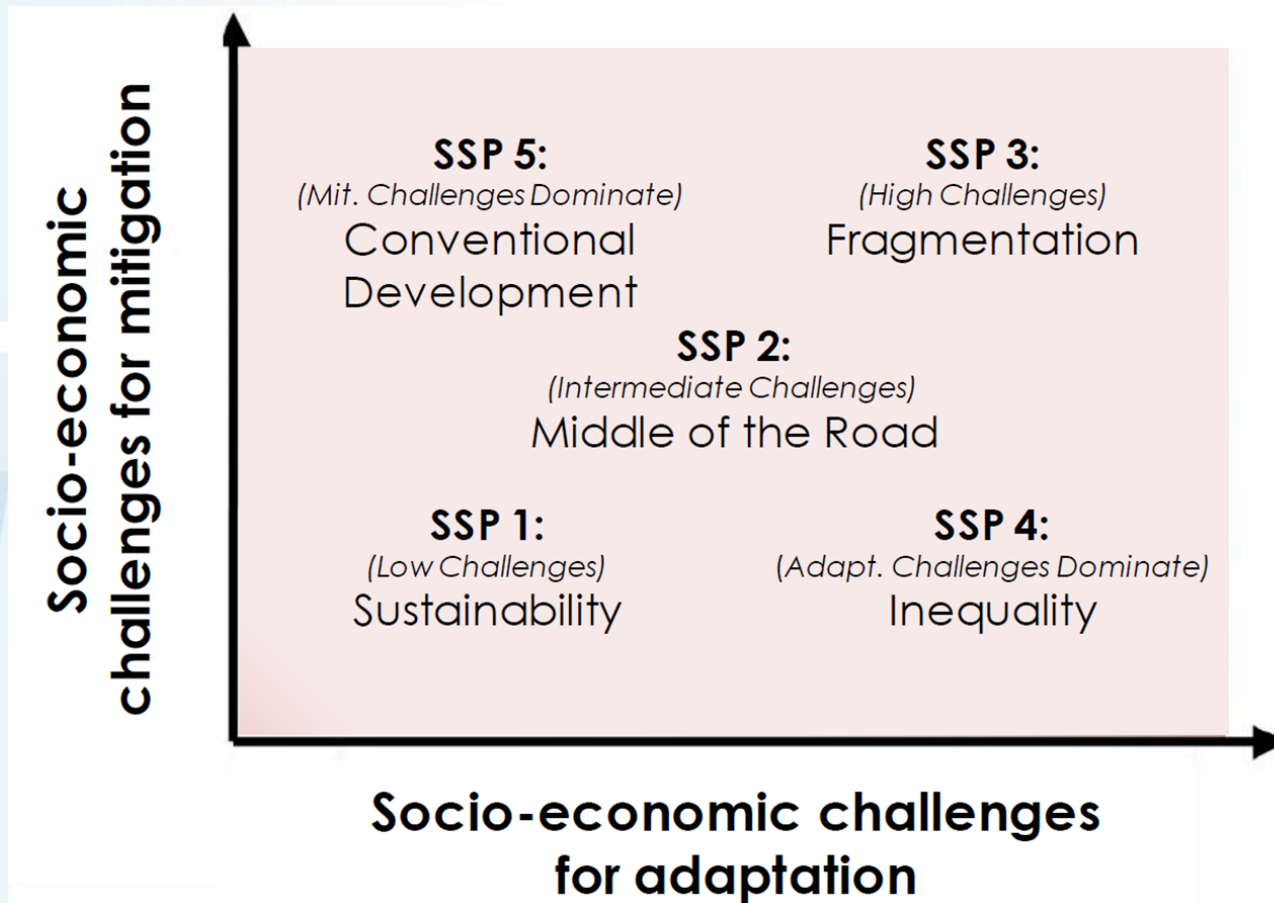 Socio-economic
challenges for mitigation
SSP 5:
(Mit. Challenges Dominate)
Conventional
Development
SSP 3:
(High Challenges)
Fragmentation
SSP 2:
(Intermediate Challenges)
Middle of the Road
SSP 1:
(Low Challenges)
Sustainability
SSP 4:
(Adapt. Challenges Dominate)
Inequality
Socio-economic challenges
for adaptation